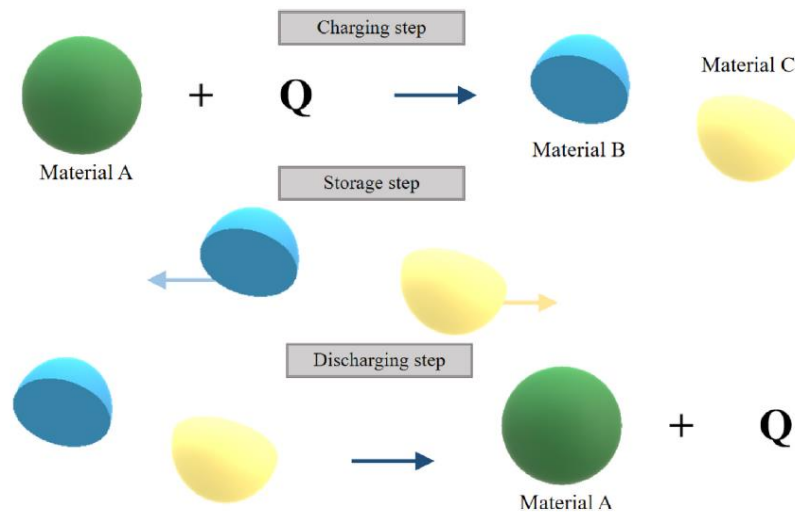 Charging step
Material A
+
Q
Material B
Material C
Storage step
Discharging step
Material A
+
Q